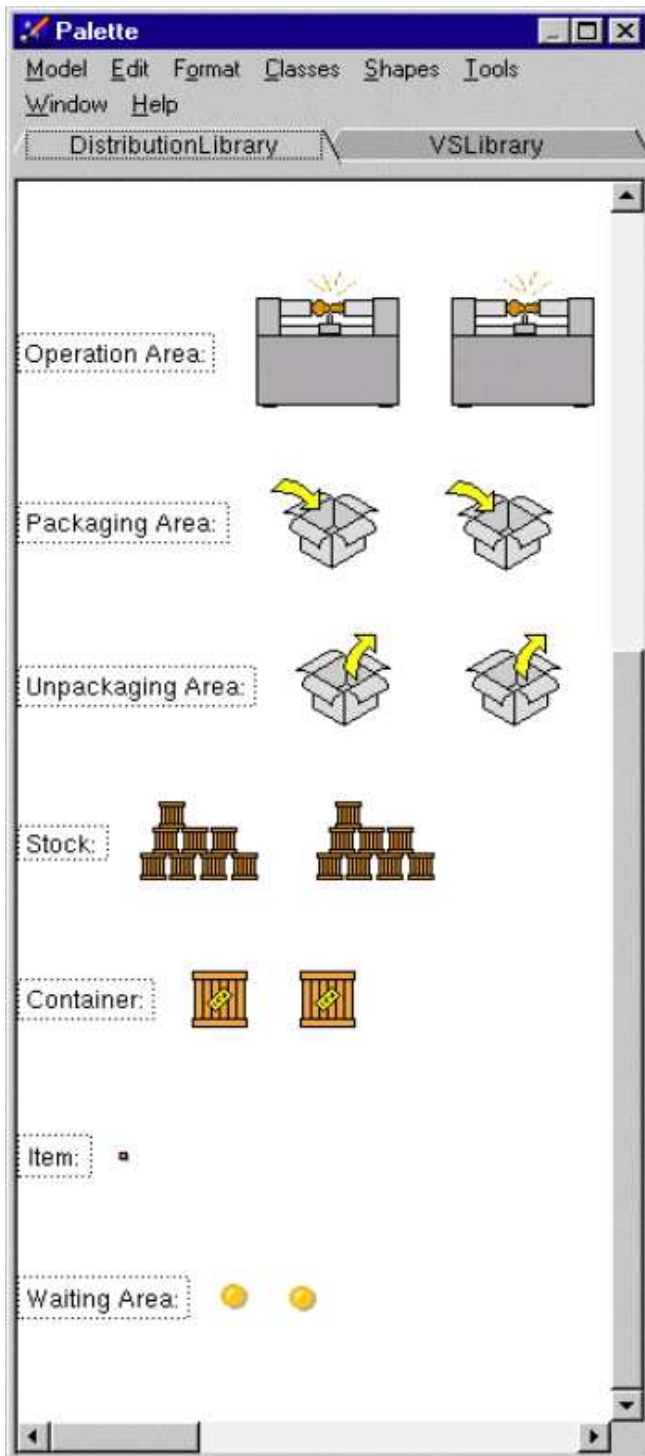 Palette
Model Edit Format Classes Shapes Tools
Window Help
DistributionLibrary VSLibrary
Operation Area:
Packaging Area:
Unpackaging Area:
Stock:
Container:
Item:
Waiting Area: